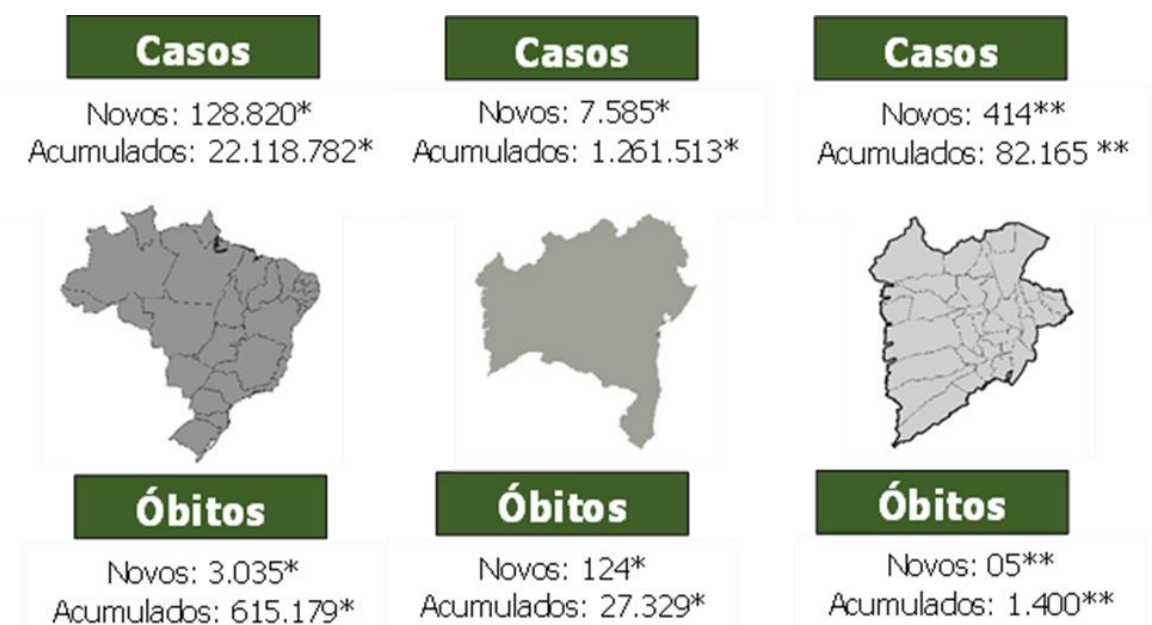 Casos
Novos: 128.820*
Acumulados: 22.118.782*
Óbitos
Novos: 3.035*
Acumulados: 615.179*
Casos
Novos: 7.585*
Acumulados: 1.261.513*
Óbitos
Novos: 124*
Acumulados: 27.329*
Casos
Novos: 414**
Acumulados: 82.165 **
Óbitos
Novos: 05**
Acumulados: 1.400**